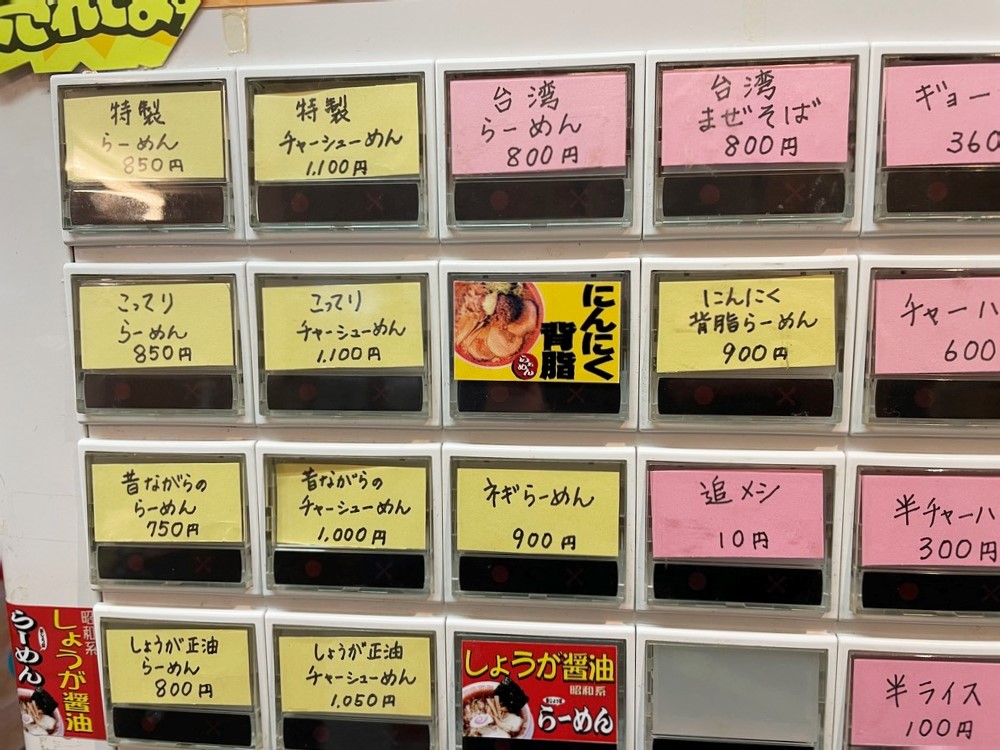 売れてます
特製
らーめん
850円
特製
チャーシューめん
1,100円
台湾
らーめん
800円
台湾
まぜそば
800円
ギョー
360
こってり
らーめん
850円
こってり
チャーシューめん
1,100円
にんにく
背脂
らーめん
にんにく
背脂らーめん
900円
チャーハ
600
昔ながらの
らーめん
750円
昔ながらの
チャーシューめん
1,000円
ネギらーめん
900円
追メシ
10円
半チャーハ
300円
昭和系
しょうが醤油
らーめん
しょうが正油
らーめん
800円
しょうが正油
チャーシューめん
1,050円
しょうが醤油
昭和系
らーめん
半ライス
100円